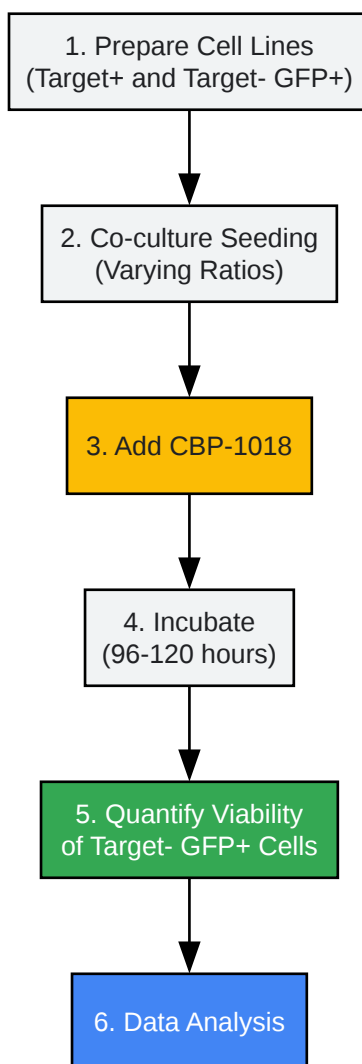 1. Prepare Cell Lines
(Target+ and Target- GFP+)
2. Co-culture Seeding
(Varying Ratios)
3. Add CBP-1018
4. Incubate
(96-120 hours)
5. Quantify Viability
of Target- GFP+ Cells
6. Data Analysis